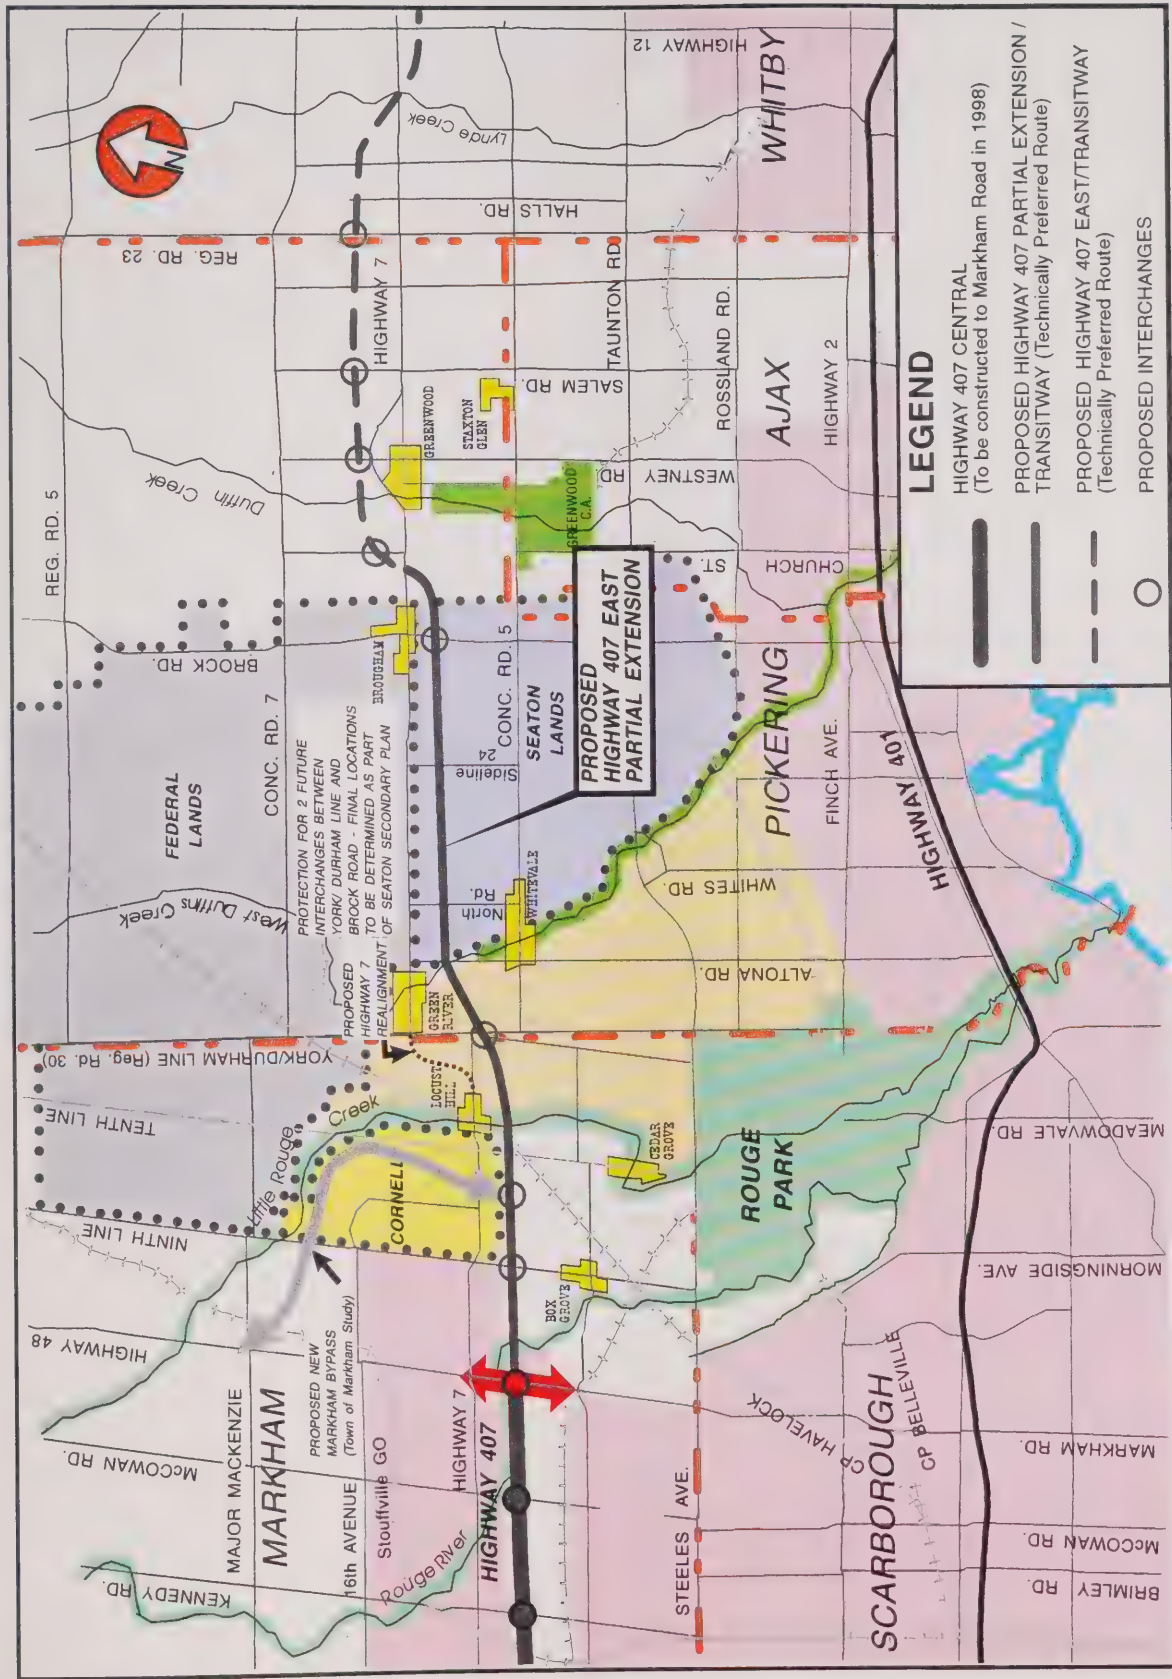 N
HIGHWAY 12
WHITBY
Lynde Creek
HALLS RD.
REG. RD. 23
HIGHWAY 7
TAUNTON RD.
SALEM RD.
ROSSLAND RD.
AJAX
HIGHWAY 2
GREENWOOD
STAXTON
GLEN
WESTNEY
RD
GREENWOOD
C.A.
Duffin Creek
REG. RD. 5
CHURCH
ST.
BROCK RD.
BROUGHAM
CONC. RD. 7
CONC. RD. 5
Sideline
24
SEATON
LANDS
PROPOSED
HIGHWAY 407 EAST
PARTIAL EXTENSION
FEDERAL
LANDS
PROTECTION FOR 2 FUTURE
INTERCHANGES BETWEEN
YORK/ DURHAM LINE AND
BROCK ROAD - FINAL LOCATIONS
TO BE DETERMINED AS PART
OF SEATON SECONDARY PLAN
PICKERING
FINCH AVE.
HIGHWAY 401
West Duffins Creek
WHITEVALE
North
Rd.
WHITES RD.
ALTONA RD.
PROPOSED
HIGHWAY 7
REALIGNMENT
GREEN
RIVER
YORK/DURHAM LINE (Reg. Rd. 30)
LOCUST
HILL
TENTH LINE
Little Rouge
Creek
CORNELL
CEDAR
GROVE
ROUGE
PARK
MEADOWVALE RD
NINTH LINE
BOX
GROVE
MORNINGSIDE AVE.
HIGHWAY 48
PROPOSED NEW
MARKHAM BYPASS
(Town of Markham Study)
MAJOR MACKENZIE
MARKHAM
McCOWAN RD.
16th AVENUE
Stouffville GO
HIGHWAY 7
HIGHWAY 407
Rouge River
KENNEDY RD.
STEELES
AVE.
CP HAVELOCK
CP BELLEVILLE
SCARBOROUGH
MARKHAM RD.
McCOWAN RD
BRIMLEY RD
LEGEND
HIGHWAY 407 CENTRAL
(To be constructed to Markham Road in 1998)
PROPOSED HIGHWAY 407 PARTIAL EXTENSION /
TRANSITWAY (Technically Preferred Route)
PROPOSED HIGHWAY 407 EAST/TRANSITWAY
(Technically Preferred Route)
PROPOSED INTERCHANGES